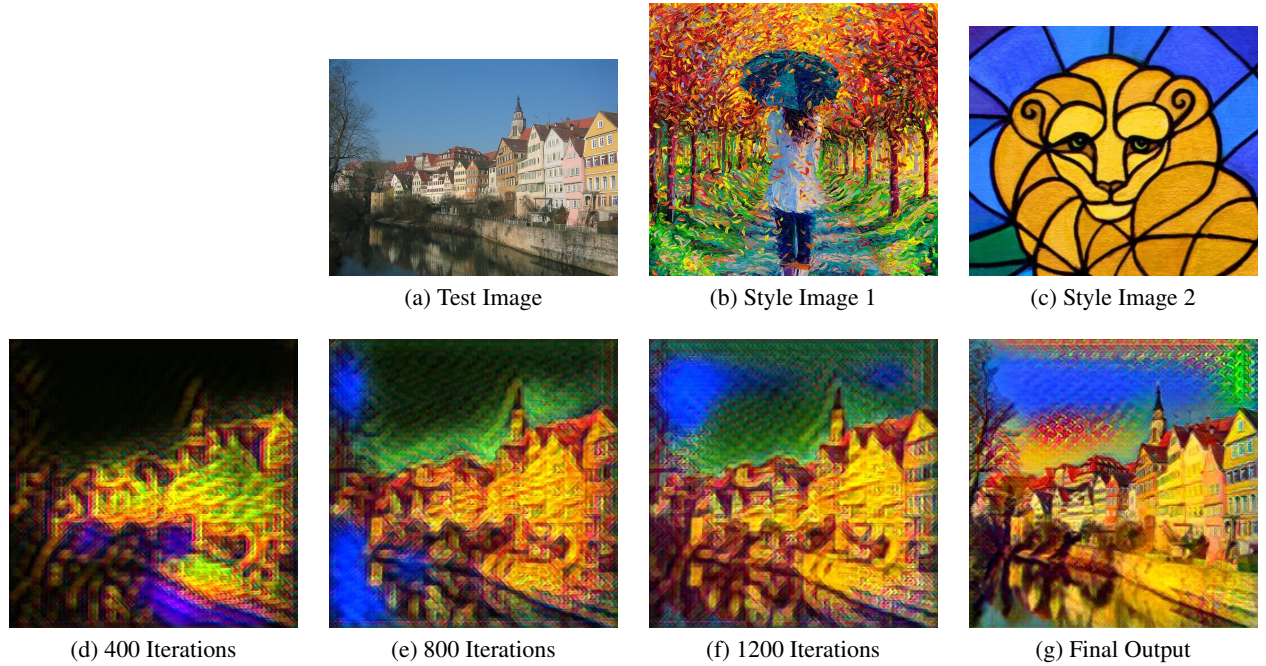 (a) Test Image
(b) Style Image 1
(c) Style Image 2
(d) 400 Iterations
(e) 800 Iterations
(f) 1200 Iterations
(g) Final Output